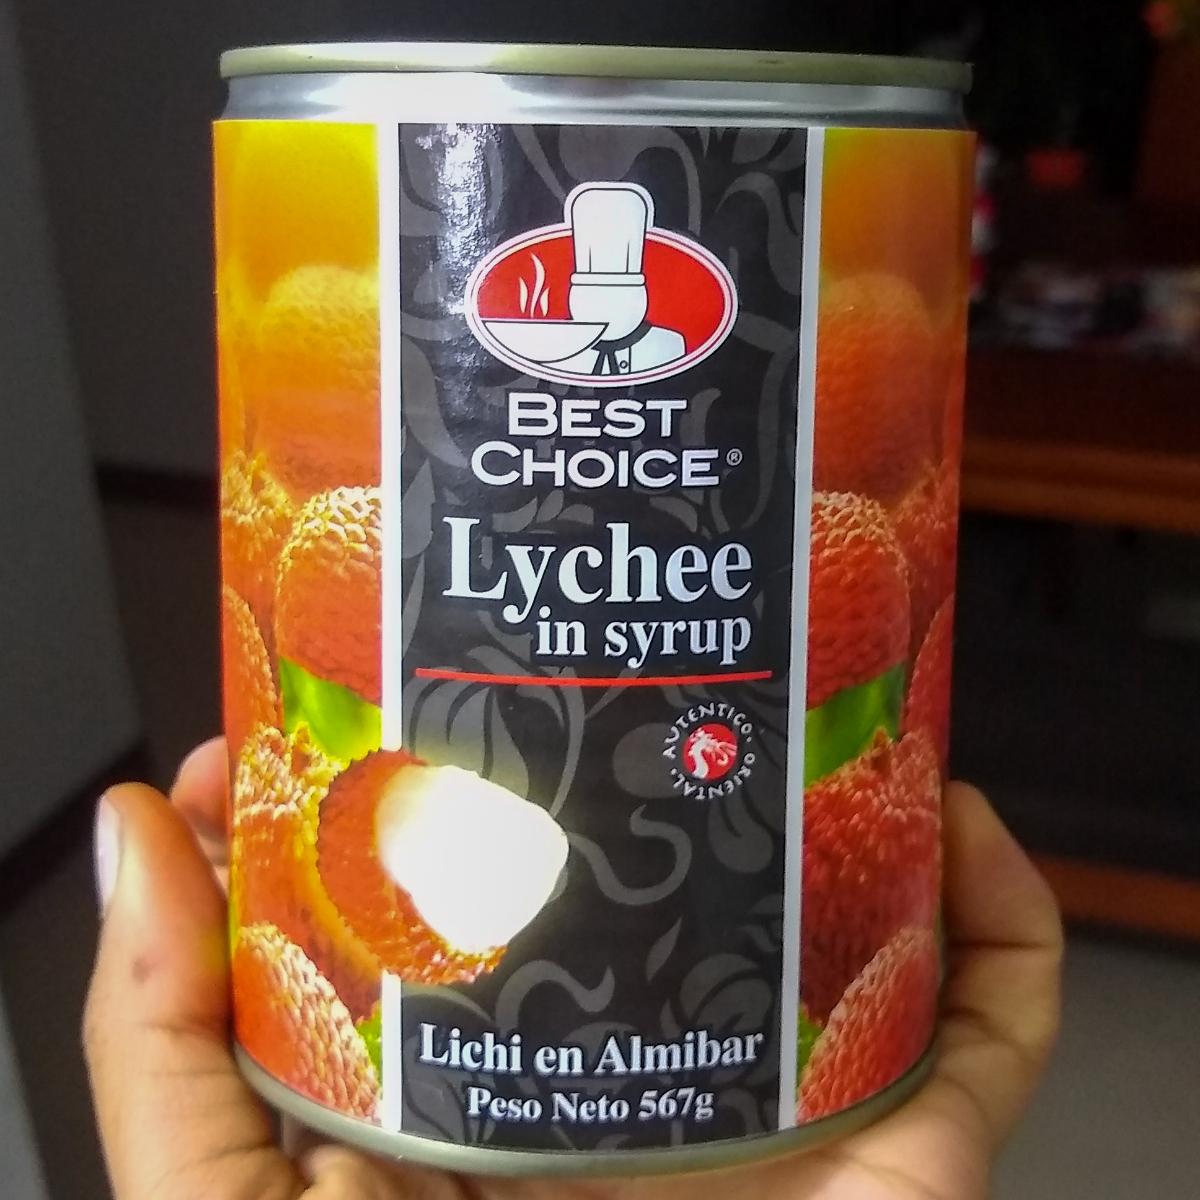 BEST
CHOICE®
Lychee
in syrup
AUTENTICO · ORIENTAL ·
Lichi en Almibar
Peso Neto 567g